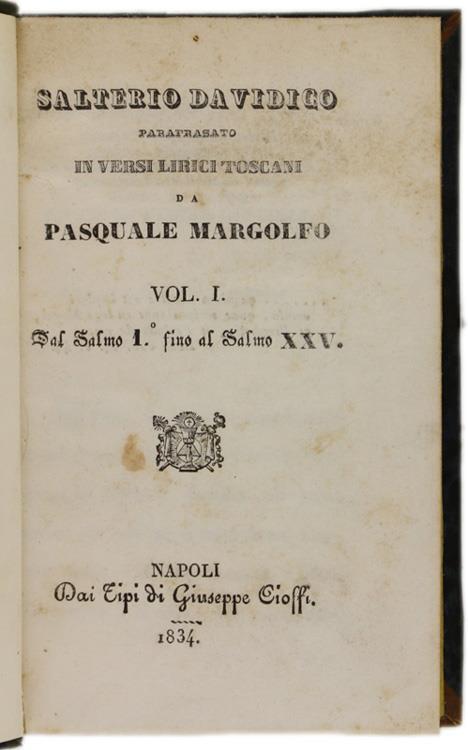 SALTERIO DAVIDICO
PARAFRASATO
IN VERSI LIRICI TOSCANI
DA
PASQUALE MARGOLFO
VOL. I.
Dal Salmo 1.° fino al Salmo XXV.
NAPOLI
Dai Tipi di Giuseppe Cioffi.
1834.